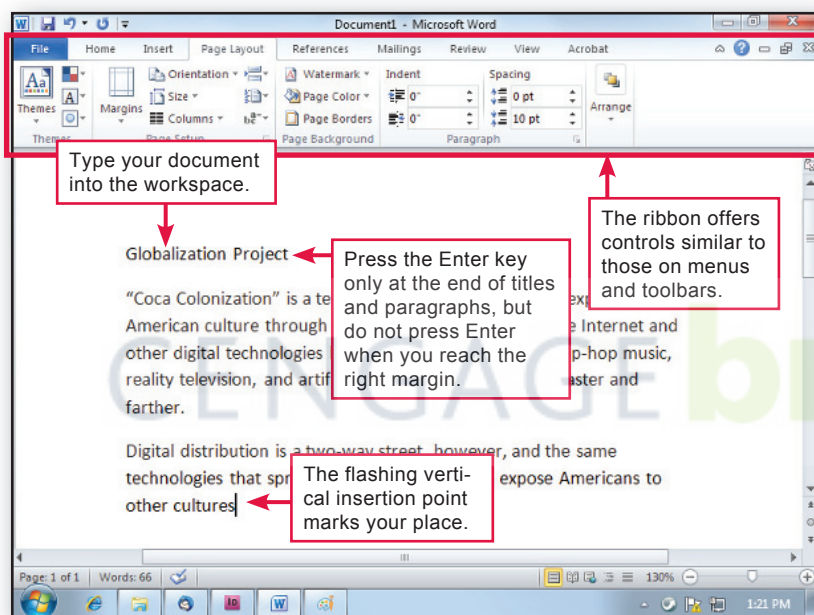 Document1 - Microsoft Word
File Home Insert Page Layout References Mailings Review View Acrobat
Orientation Watermark Indent Spacing
Themes Margins Size Page Color 0" 0 pt Arrange
Columns Page Borders 0" 10 pt
Themes Page Setup Page Background Paragraph
Type your document
into the workspace.
The ribbon offers
controls similar to
those on menus
and toolbars.
Globalization Project
Press the Enter key
only at the end of titles
and paragraphs, but
do not press Enter
when you reach the
right margin.
"Coca Colonization" is a
American culture through Internet and
other digital technologies music,
reality television, and and
farther.
Digital distribution is a two-way street, however, and the same
technologies that expose Americans to
other cultures
The flashing verti-
cal insertion point
marks your place.
CENGAGE
Page: 1 of 1 Words: 66 130%
1:21 PM